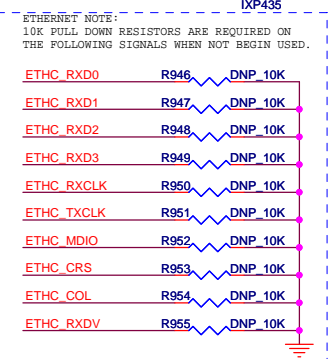 IXP435
ETHERNET NOTE:
10K PULL DOWN RESISTORS ARE REQUIRED ON
THE FOLLOWING SIGNALS WHEN NOT BEGIN USED.
ETHC_RXD0 R946 DNP_10K
ETHC_RXD1 R947 DNP_10K
ETHC_RXD2 R948 DNP_10K
ETHC_RXD3 R949 DNP_10K
ETHC_RXCLK R950 DNP_10K
ETHC_TXCLK R951 DNP_10K
ETHC_MDIO R952 DNP_10K
ETHC_CRS R953 DNP_10K
ETHC_COL R954 DNP_10K
ETHC_RXDV R955 DNP_10K